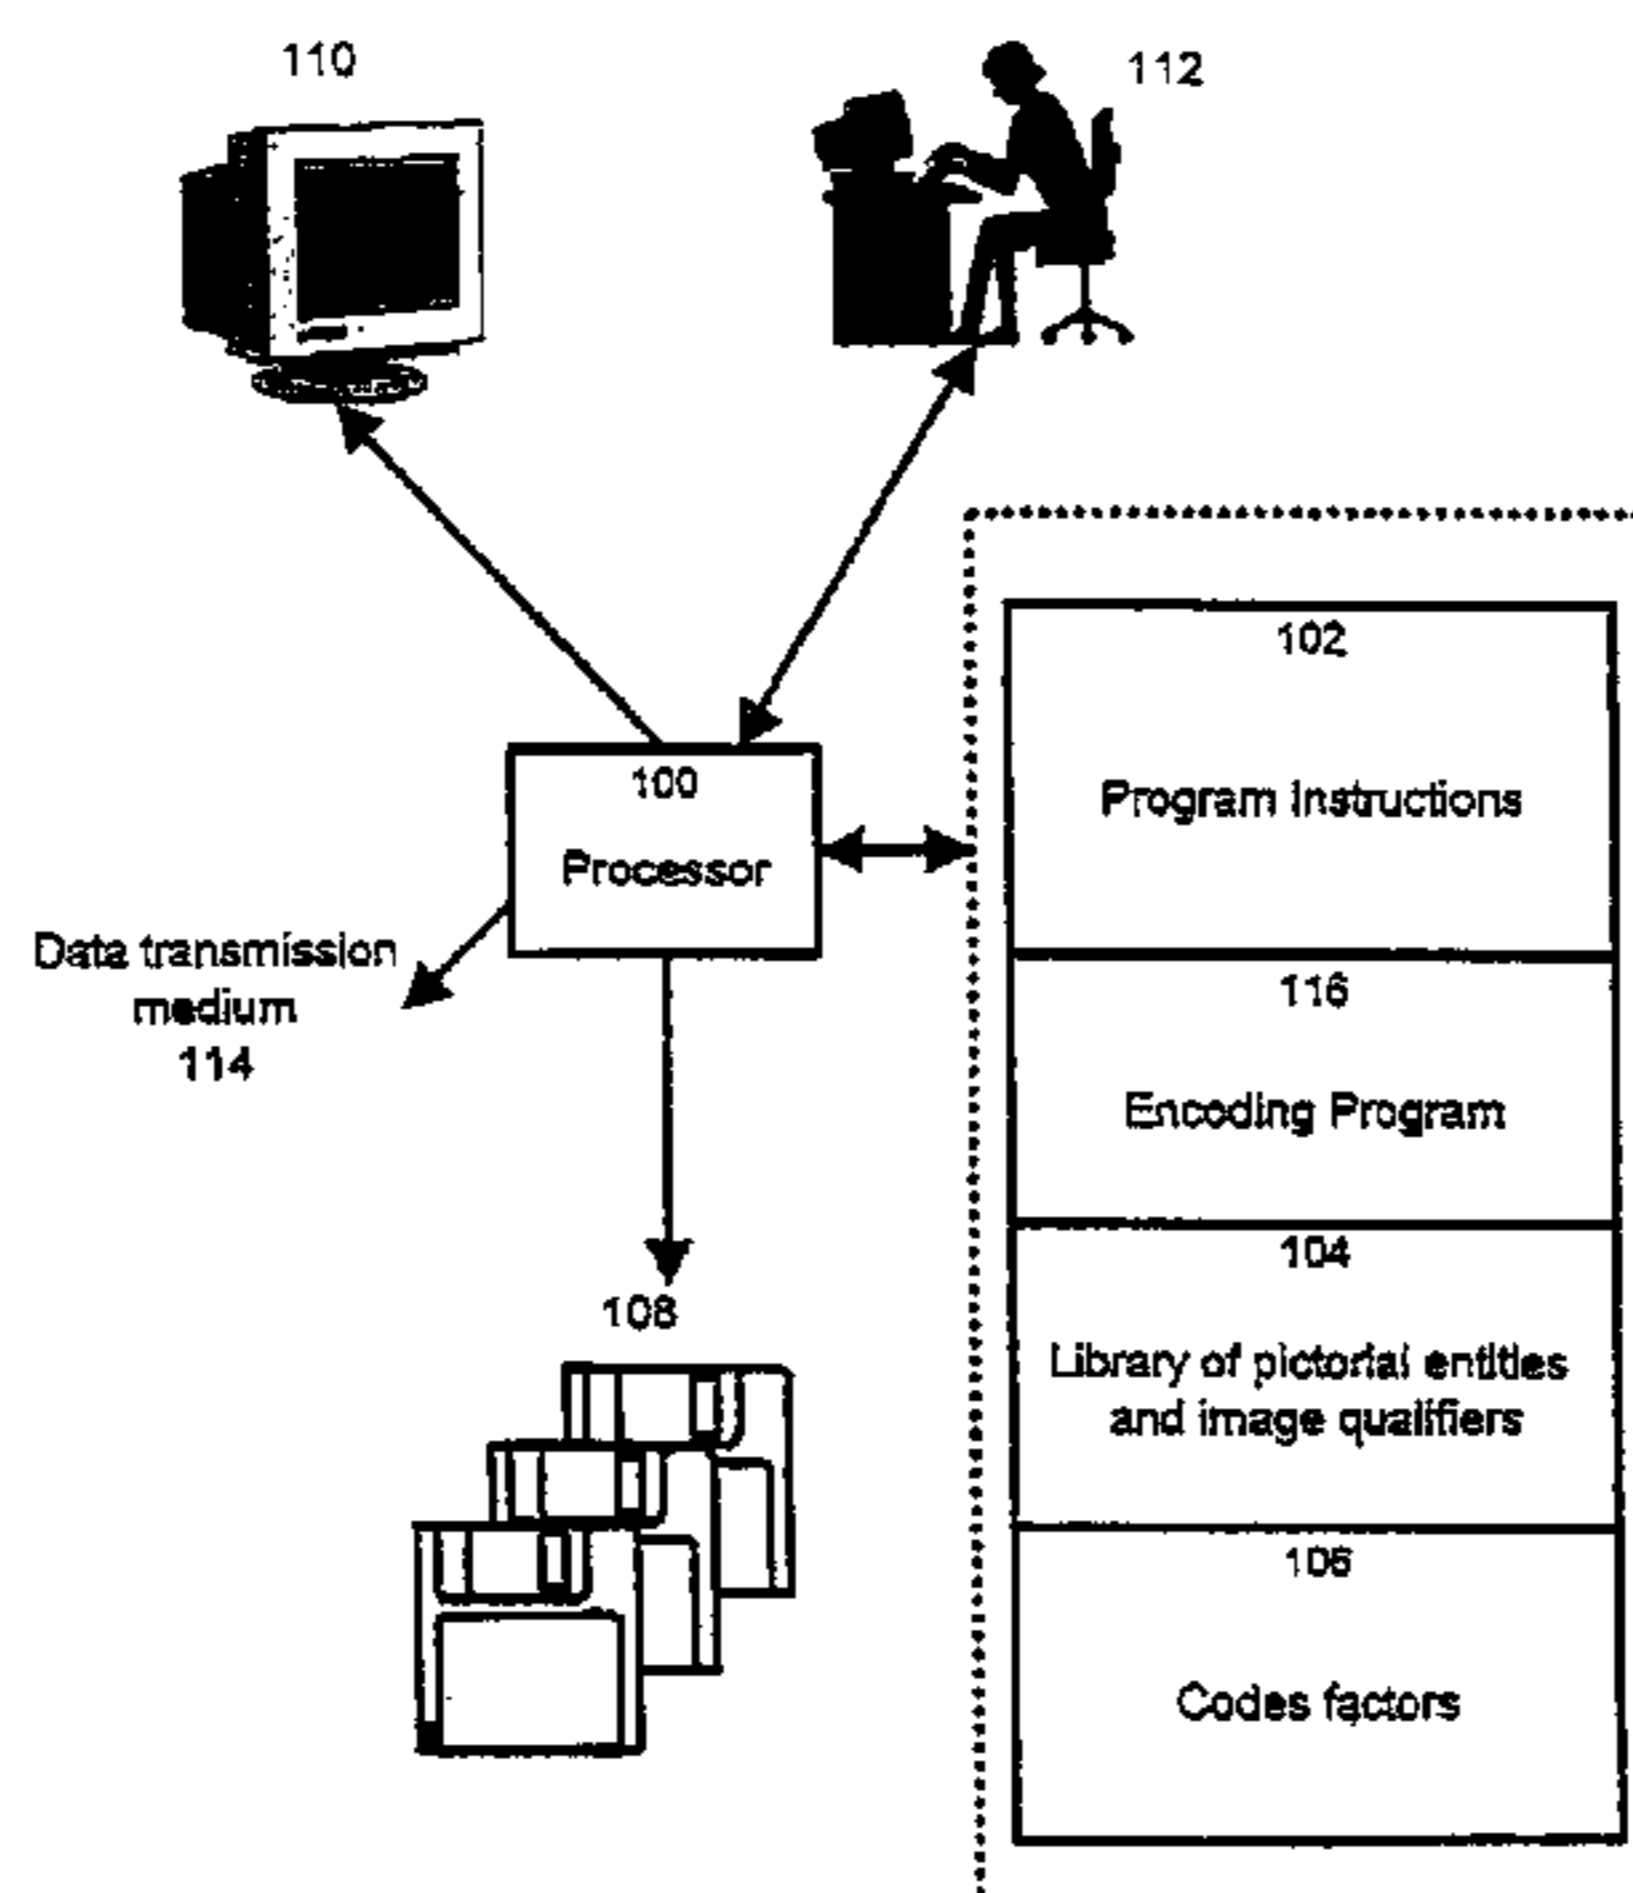 110
112
102
Program Instructions
100
Processor
Data transmission
medium
114
116
Encoding Program
104
Library of pictorial entities
and image qualifiers
108
106
Codes factors